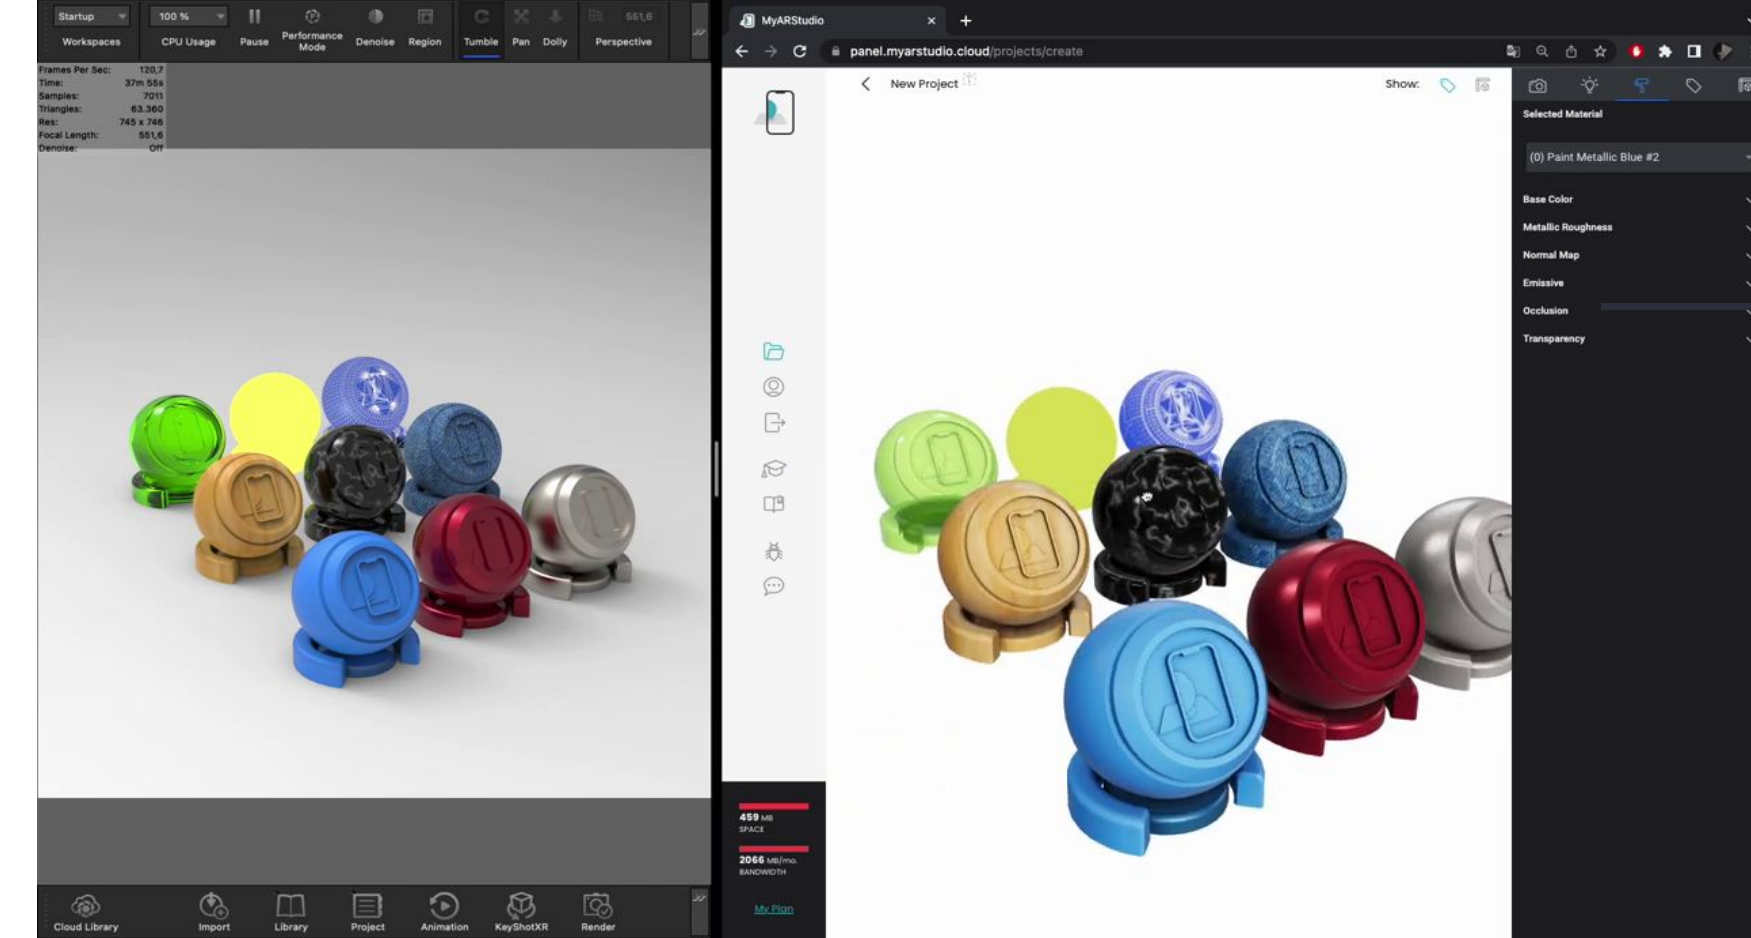 Startup
Workspaces
100 %
CPU Usage
Pause
Performance
Mode
Denoise
Region
Tumble
Pan
Dolly
551,6
Perspective
Frames Per Sec: 120,7
Time: 37m 55s
Samples: 7011
Triangles: 63.360
Res: 745 x 746
Focal Length: 551,6
Denoise: Off
Cloud Library
Import
Library
Project
Animation
KeyShotXR
Render
MyARStudio
panel.myarstudio.cloud/projects/create
New Project
Show:
459 MB
SPACE
2066 MB/mo.
BANDWIDTH
My Plan
Selected Material
(0) Paint Metallic Blue #2
Base Color
Metallic Roughness
Normal Map
Emissive
Occlusion
Transparency